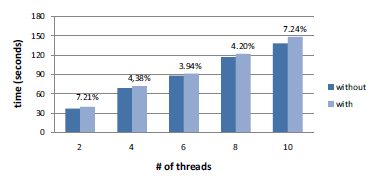 180
150
120
90
60
30
0
time (seconds)
7.21%
4,38%
3.94%
4.20%
7.24%
without
with
2 4 6 8 10
# of threads